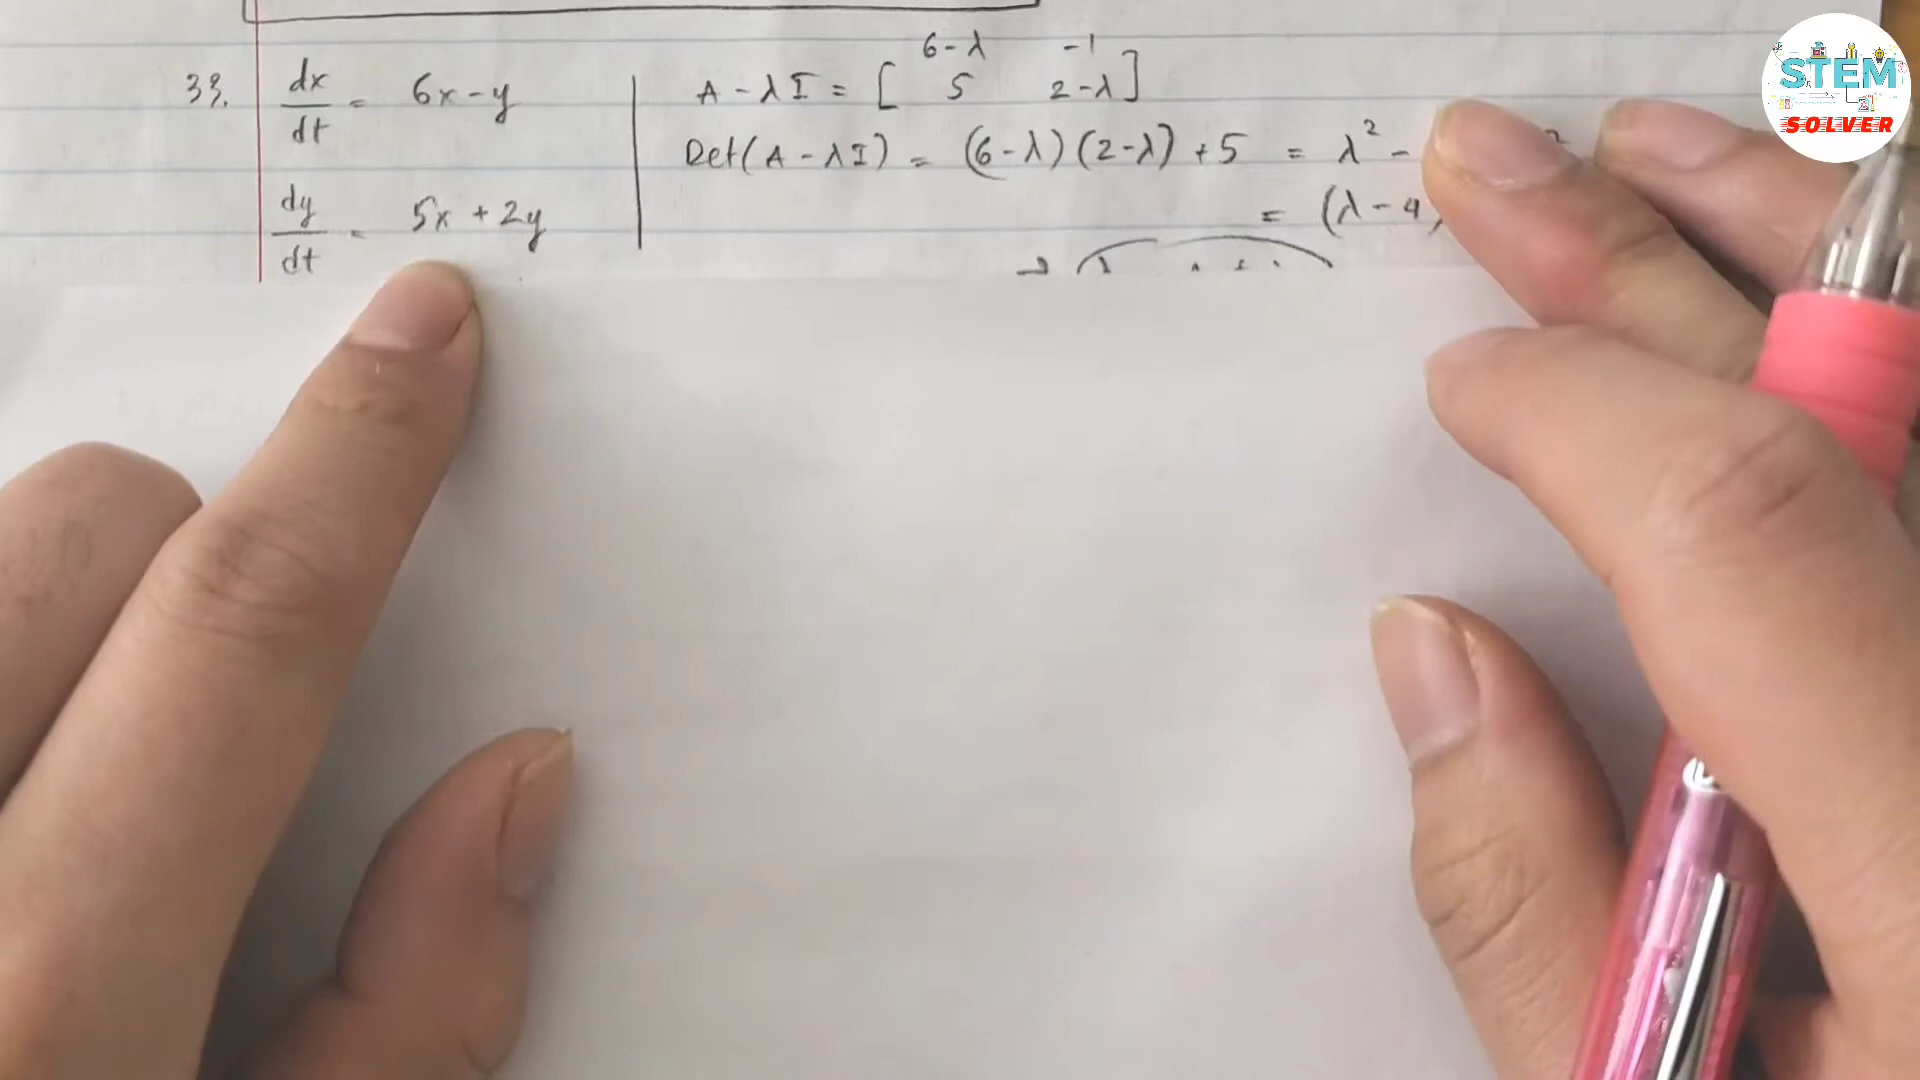 33. dx/dt = 6x - y
dy/dt = 5x + 2y
A - λI = [ 6-λ -1
5 2-λ ]
Det(A - λI) = (6-λ)(2-λ) + 5 = λ² -
= (λ - 4
STEM
SOLVER